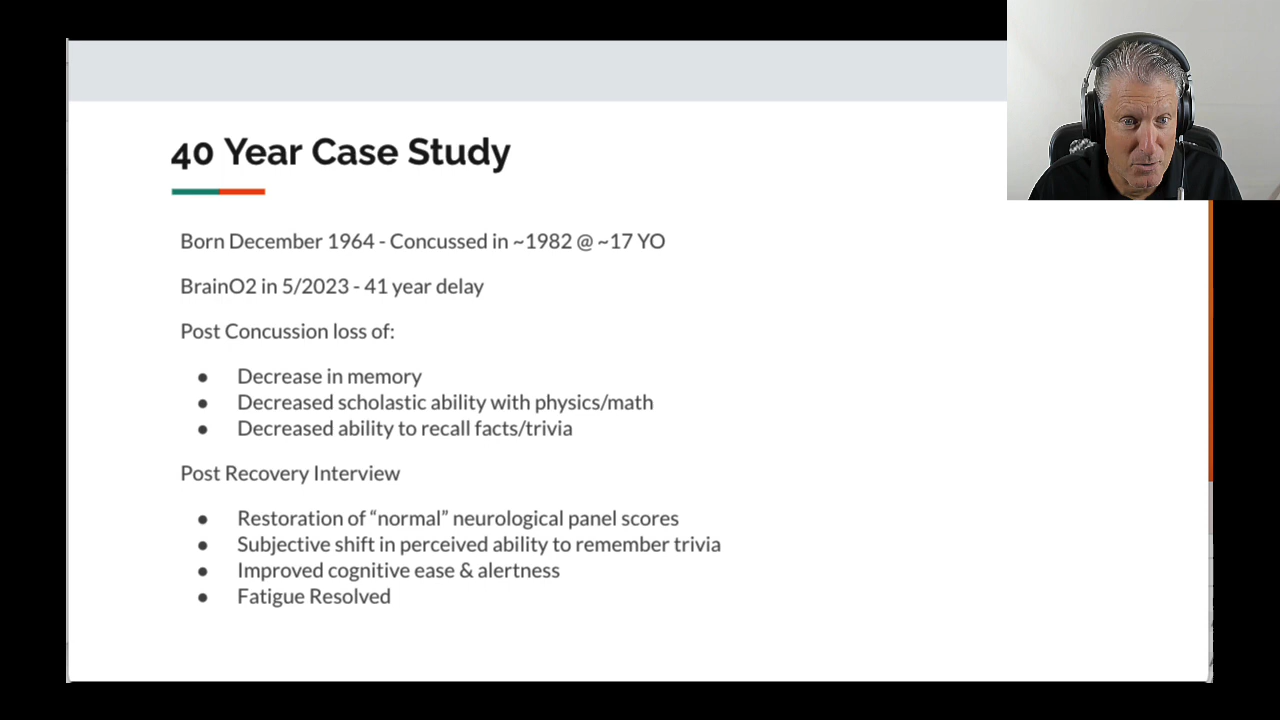 40 Year Case Study
Born December 1964 - Concussed in ~1982 @ ~17 YO
BrainO2 in 5/2023 - 41 year delay
Post Concussion loss of:
● Decrease in memory
● Decreased scholastic ability with physics/math
● Decreased ability to recall facts/trivia
Post Recovery Interview
● Restoration of “normal” neurological panel scores
● Subjective shift in perceived ability to remember trivia
● Improved cognitive ease & alertness
● Fatigue Resolved